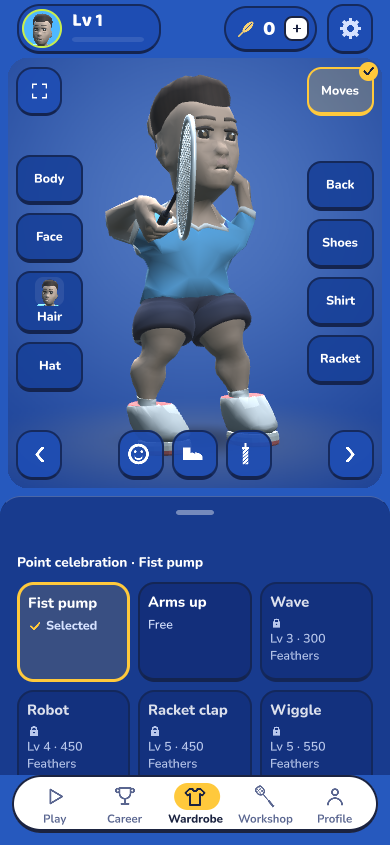 Lv 1
0
+
Moves
Body
Back
Face
Shoes
Hair
Shirt
Hat
Racket
Point celebration · Fist pump
Fist pump
Selected
Arms up
Free
Wave
Lv 3 · 300
Feathers
Robot
Lv 4 · 450
Feathers
Racket clap
Lv 5 · 450
Feathers
Wiggle
Lv 5 · 550
Feathers
Play
Career
Wardrobe
Workshop
Profile